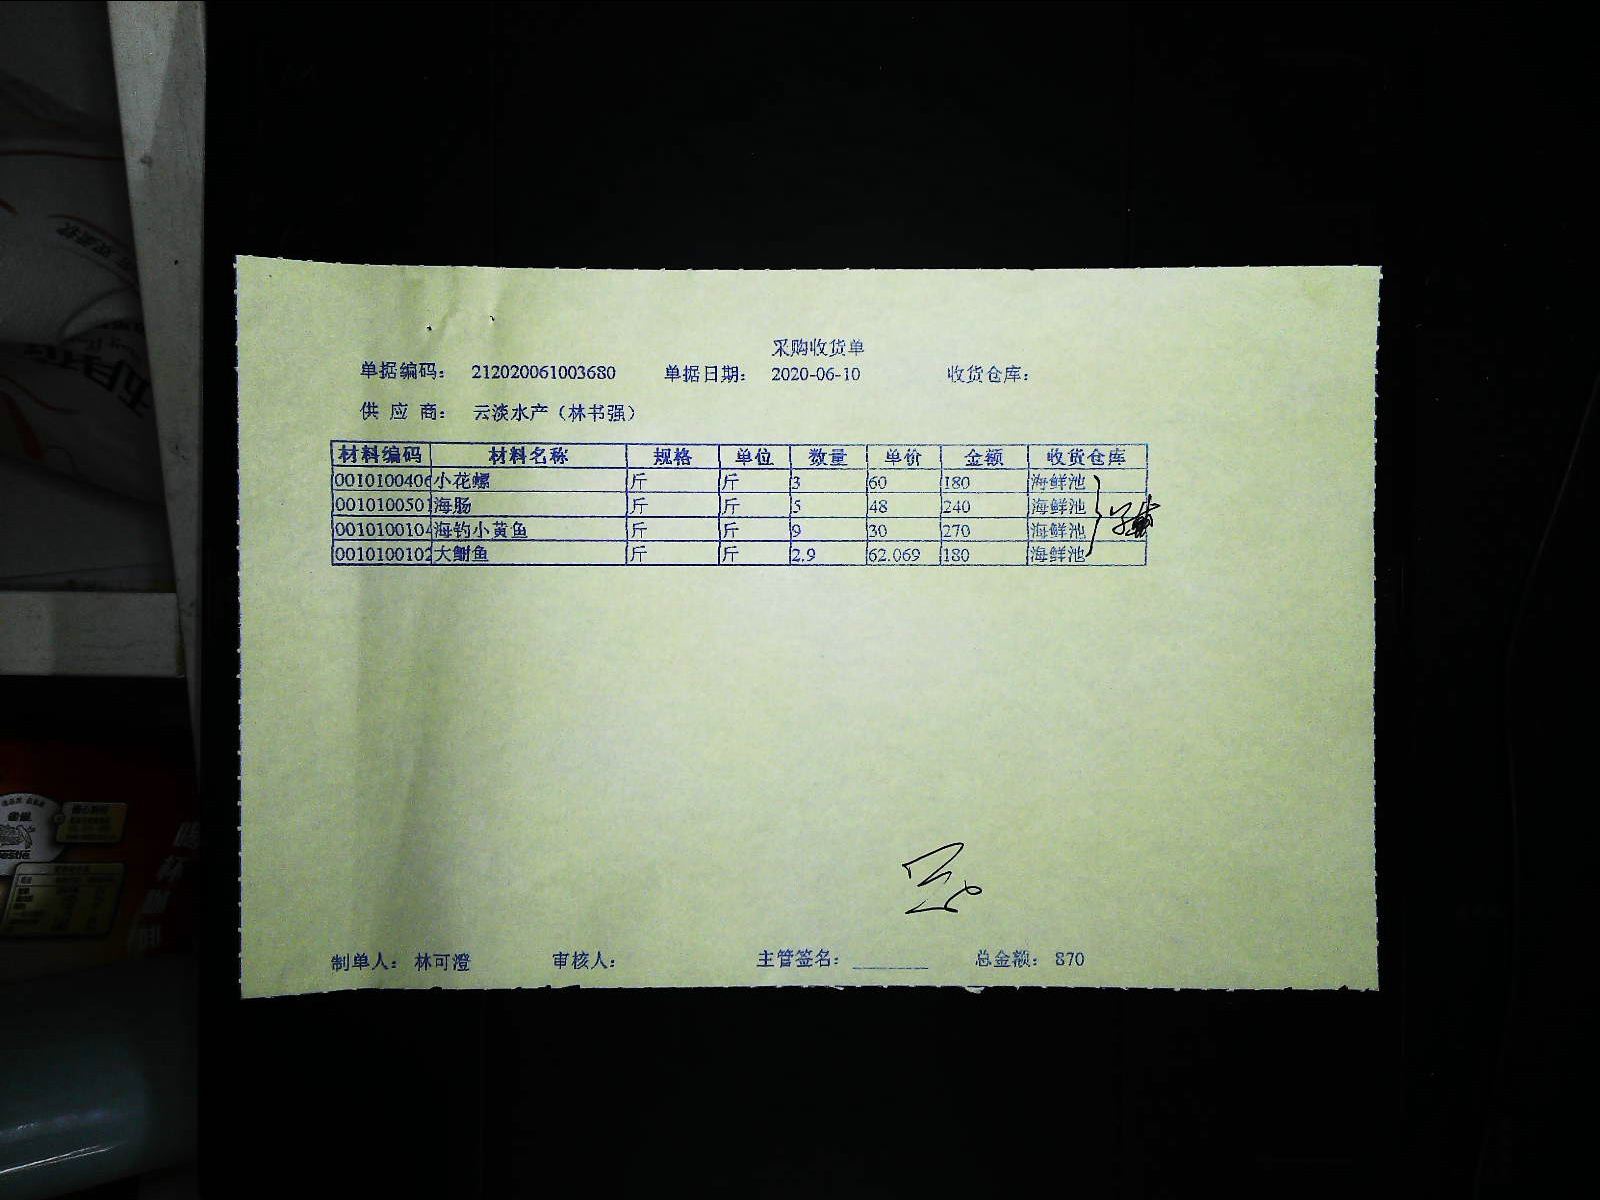 采购收货单
单据编码： 212020061003680 单据日期： 2020-06-10 收货仓库：
供 应 商： 云淡水产（林书强）
材料编码 材料名称 规格 单位 数量 单价 金额 收货仓库
0010100406 小花螺 斤 斤 3 60 180 海鲜池
001010050 海肠 斤 斤 5 48 240 海鲜池
001010010 海钓小黄鱼 斤 斤 9 30 270 海鲜池
0010100102 大鮒鱼 斤 斤 2.9 62.069 180 海鲜池
制单人： 林可澄 审核人： 主管签名： 总金额： 870